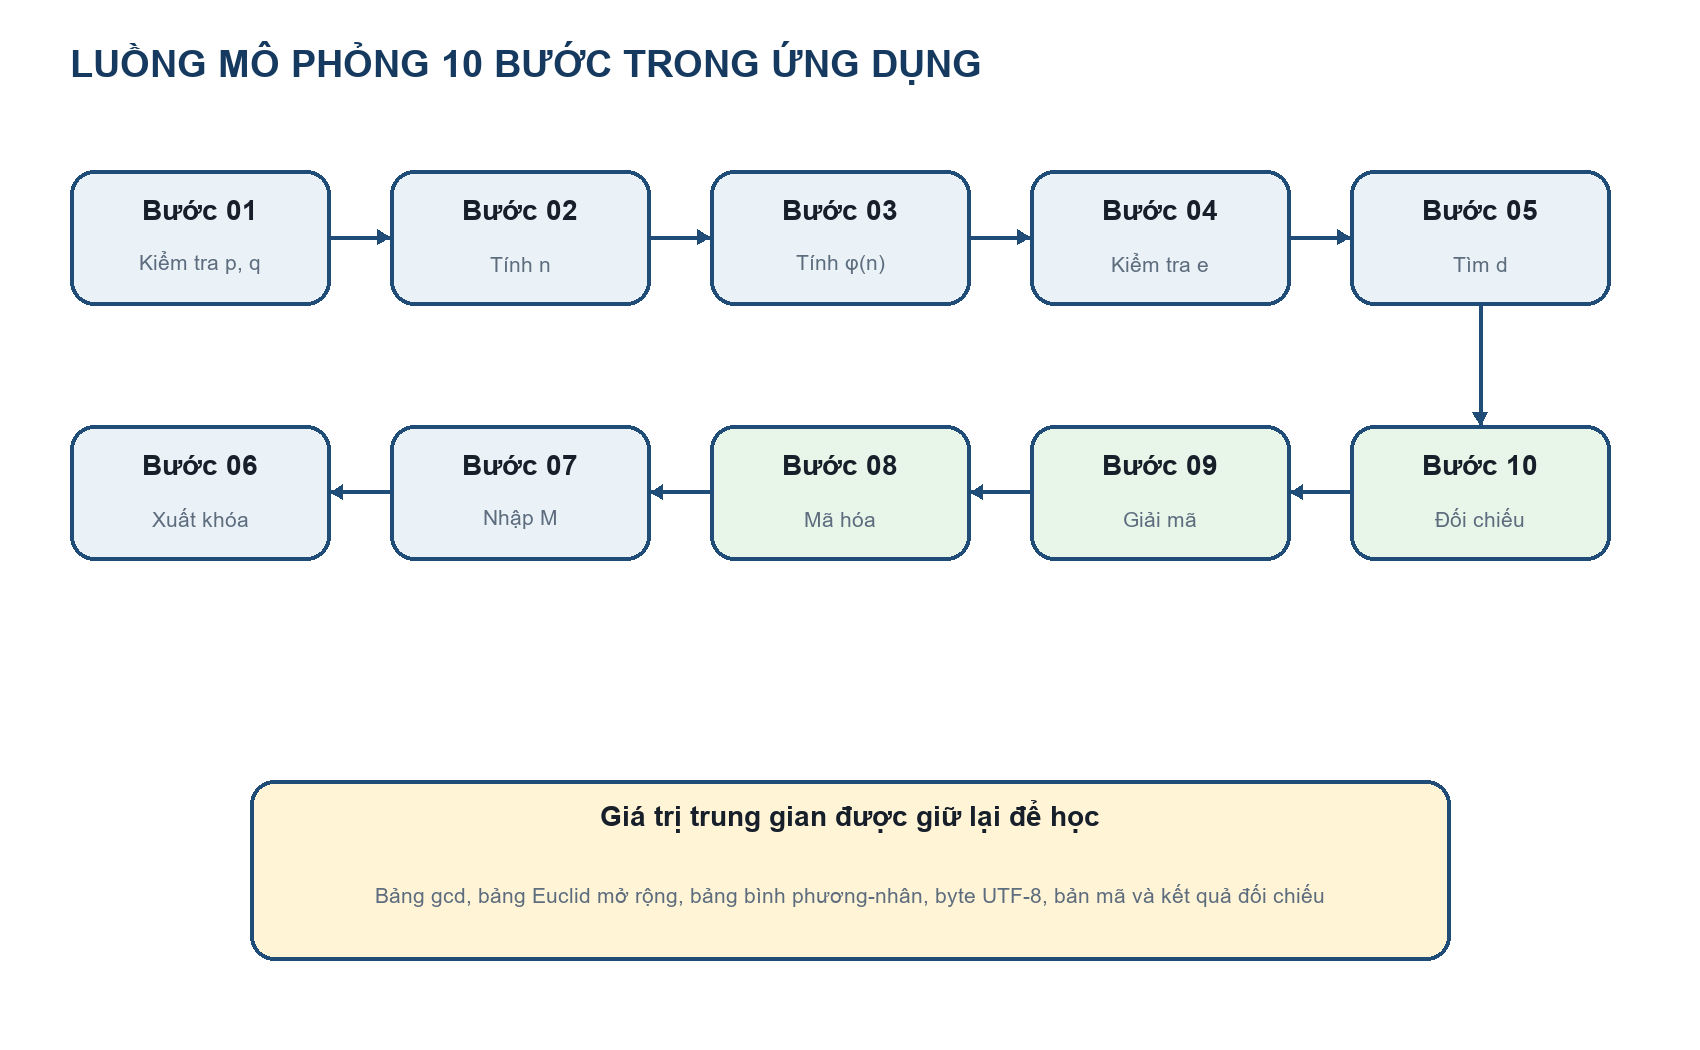 LUỒNG MÔ PHỎNG 10 BƯỚC TRONG ỨNG DỤNG
Bước 01
Kiểm tra p, q
Bước 02
Tính n
Bước 03
Tính φ(n)
Bước 04
Kiểm tra e
Bước 05
Tìm d
Bước 06
Xuất khóa
Bước 07
Nhập M
Bước 08
Mã hóa
Bước 09
Giải mã
Bước 10
Đối chiếu
Giá trị trung gian được giữ lại để học
Bảng gcd, bảng Euclid mở rộng, bảng bình phương-nhân, byte UTF-8, bản mã và kết quả đối chiếu